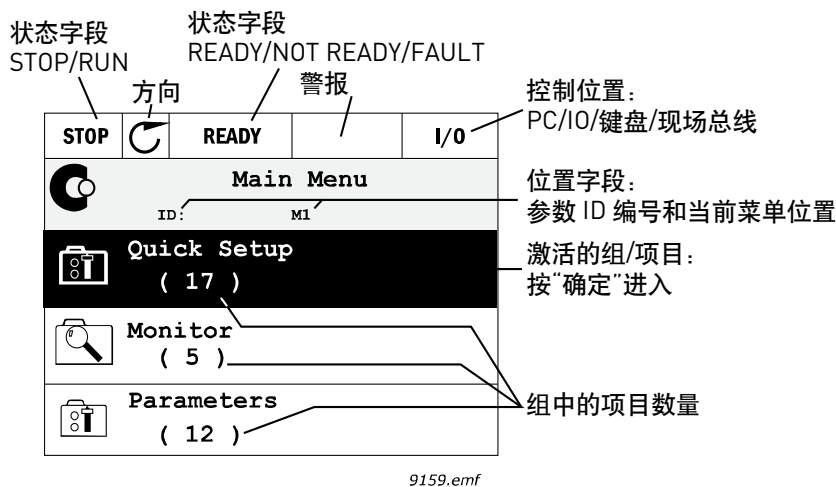 状态字段
STOP/RUN
状态字段
READY/NOT READY/FAULT
方向
警报
控制位置：
PC/IO/键盘/现场总线
STOP
READY
I/O
Main Menu
ID:
M1
位置字段：
参数 ID 编号和当前菜单位置
Quick Setup
( 17 )
激活的组/项目：
按“确定”进入
Monitor
( 5 )
Parameters
( 12 )
组中的项目数量
9159.emf